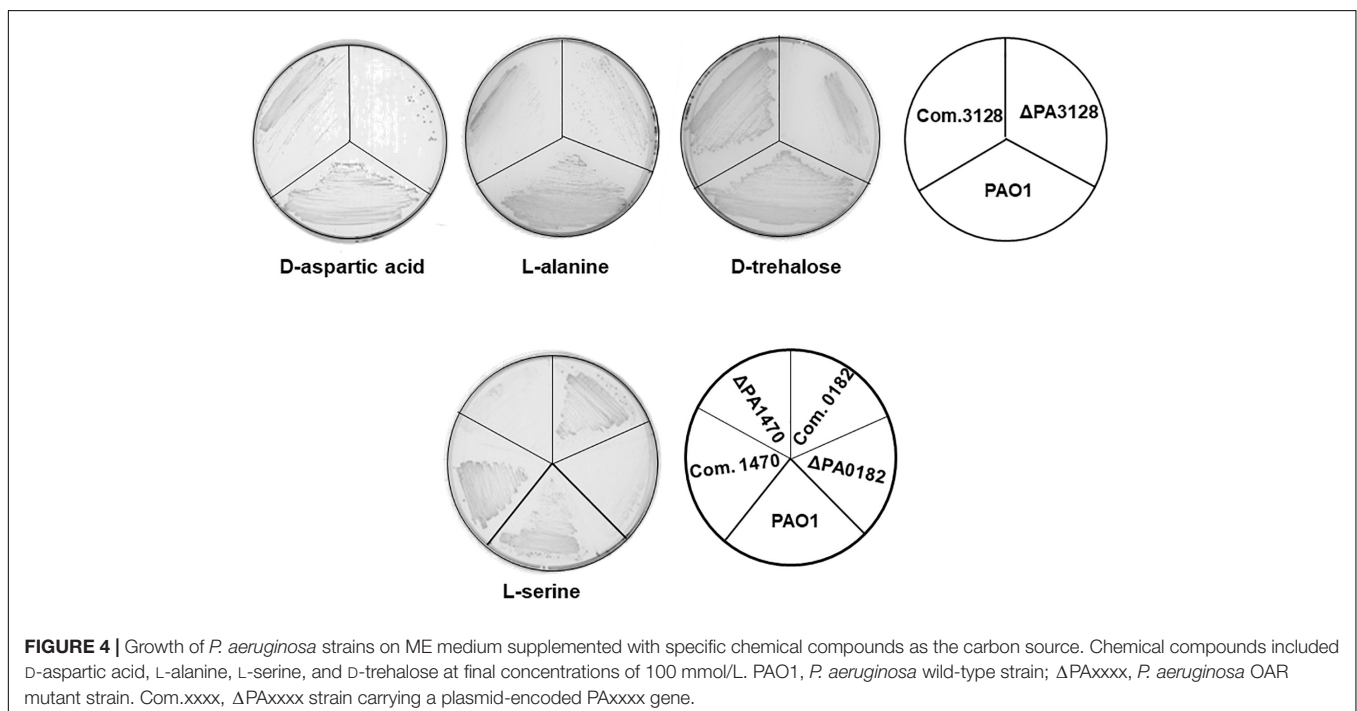 Com.3128
ΔPA3128
PAO1
D-aspartic acid
L-alanine
D-trehalose
ΔPA1470
Com. 0182
Com. 1470
ΔPA0182
PAO1
L-serine
FIGURE 4 | Growth of P. aeruginosa strains on ME medium supplemented with specific chemical compounds as the carbon source. Chemical compounds included
D-aspartic acid, L-alanine, L-serine, and D-trehalose at final concentrations of 100 mmol/L. PAO1, P. aeruginosa wild-type strain; ΔPAxxxx, P. aeruginosa OAR
mutant strain. Com.xxxx, ΔPAxxxx strain carrying a plasmid-encoded PAxxxx gene.